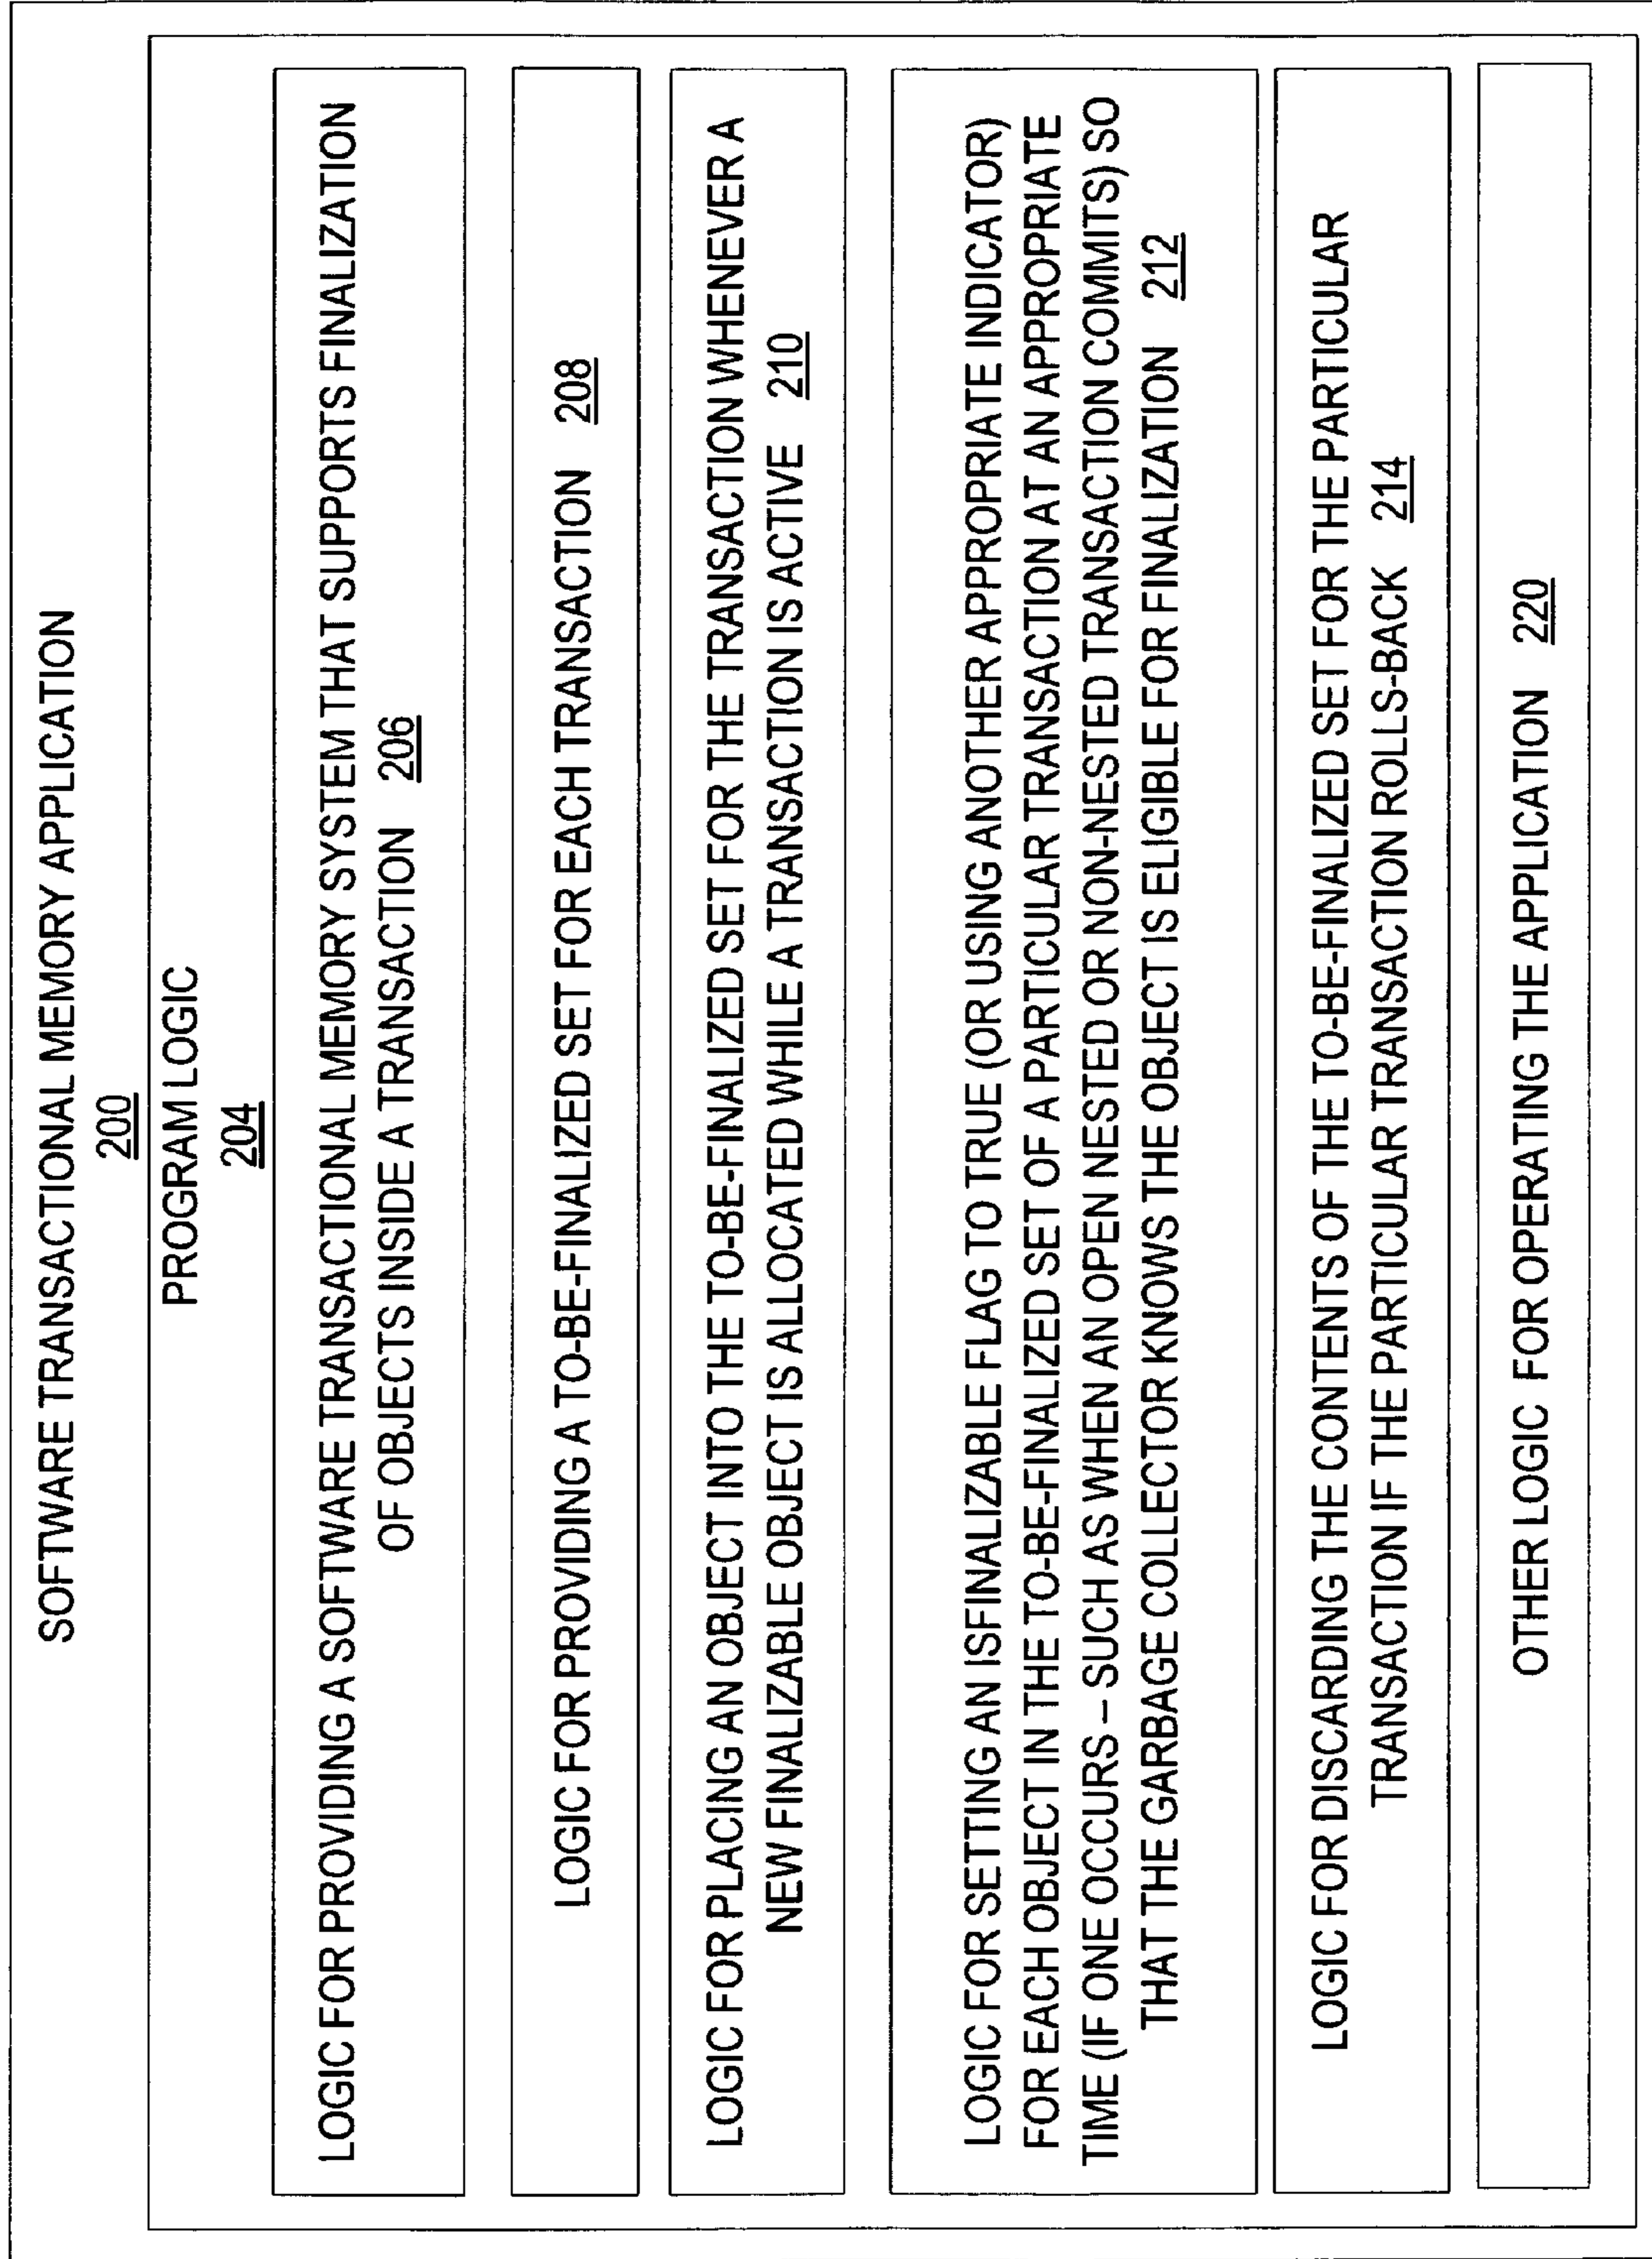 SOFTWARE TRANSACTIONAL MEMORY APPLICATION
200
PROGRAM LOGIC
204
LOGIC FOR PROVIDING A SOFTWARE TRANSACTIONAL MEMORY SYSTEM THAT SUPPORTS FINALIZATION
OF OBJECTS INSIDE A TRANSACTION 206
LOGIC FOR PROVIDING A TO-BE-FINALIZED SET FOR EACH TRANSACTION 208
LOGIC FOR PLACING AN OBJECT INTO THE TO-BE-FINALIZED SET FOR THE TRANSACTION WHENEVER A
NEW FINALIZABLE OBJECT IS ALLOCATED WHILE A TRANSACTION IS ACTIVE 210
LOGIC FOR SETTING AN ISFINALIZABLE FLAG TO TRUE (OR USING ANOTHER APPROPRIATE INDICATOR)
FOR EACH OBJECT IN THE TO-BE-FINALIZED SET OF A PARTICULAR TRANSACTION AT AN APPROPRIATE
TIME (IF ONE OCCURS – SUCH AS WHEN AN OPEN NESTED OR NON-NESTED TRANSACTION COMMITS) SO
THAT THE GARBAGE COLLECTOR KNOWS THE OBJECT IS ELIGIBLE FOR FINALIZATION 212
LOGIC FOR DISCARDING THE CONTENTS OF THE TO-BE-FINALIZED SET FOR THE PARTICULAR
TRANSACTION IF THE PARTICULAR TRANSACTION ROLLS-BACK 214
OTHER LOGIC FOR OPERATING THE APPLICATION 220